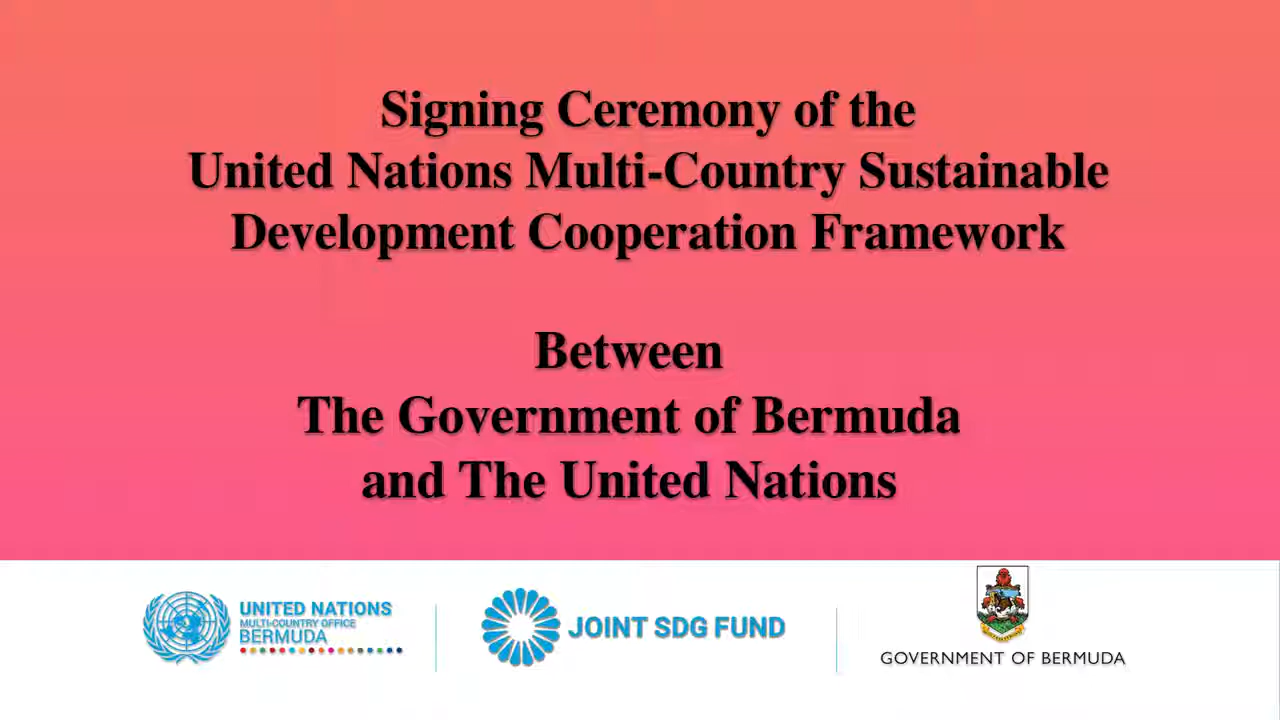 Signing Ceremony of the
United Nations Multi-Country Sustainable
Development Cooperation Framework
Between
The Government of Bermuda
and The United Nations
UNITED NATIONS
MULTI-COUNTRY OFFICE
BERMUDA
JOINT SDG FUND
GOVERNMENT OF BERMUDA